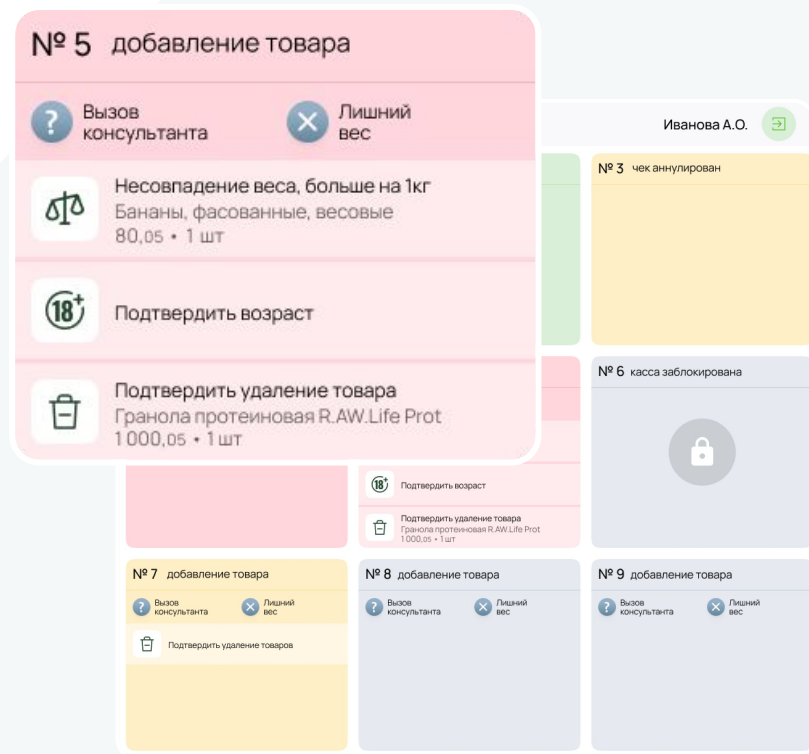 № 5 добавление товара
? Вызов
консультанта
Лишний
вес
Несовпадение веса, больше на 1кг
Бананы, фасованные, весовые
80,05 • 1 шт
18+ Подтвердить возраст
Подтвердить удаление товара
Гранола протеиновая R.AW.Life Prot
1 000,05 • 1 шт
Иванова А.О.
№ 3 чек аннулирован
№ 6 касса заблокирована
18+ Подтвердить возраст
Подтвердить удаление товара
Гранола протеиновая R.AW.Life Prot
1 000,05 • 1 шт
№ 7 добавление товара
? Вызов
консультанта
Лишний
вес
Подтвердить удаление товаров
№ 8 добавление товара
? Вызов
консультанта
Лишний
вес
№ 9 добавление товара
? Вызов
консультанта
Лишний
вес